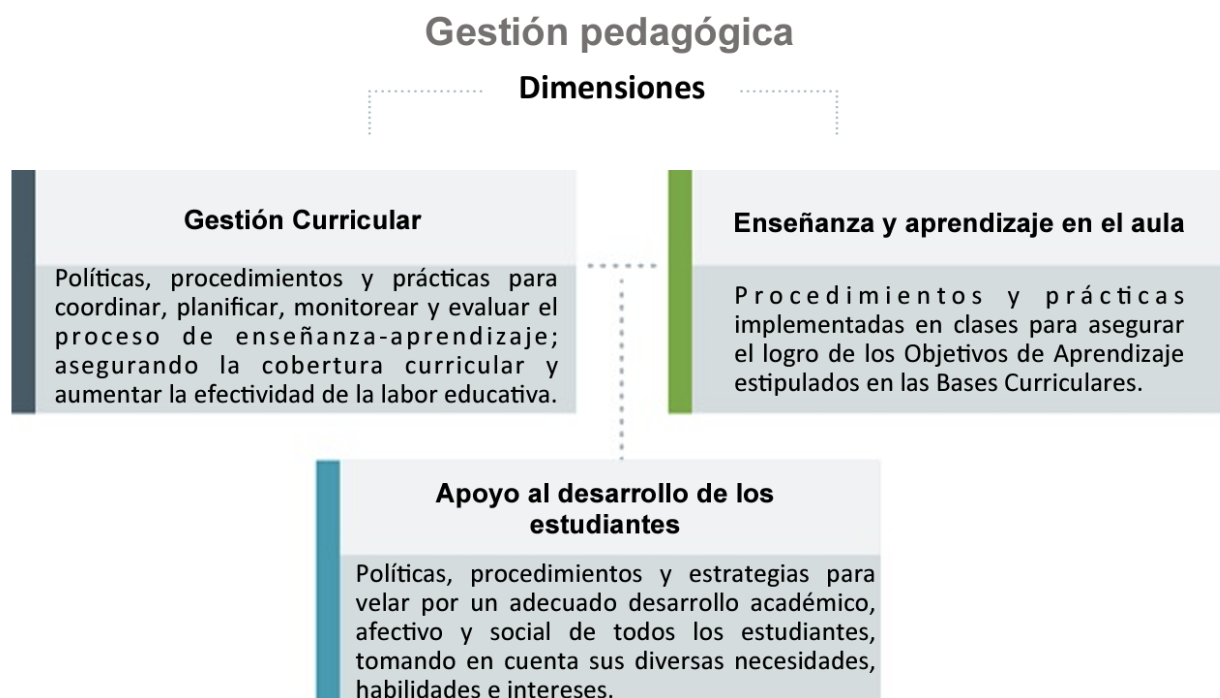 Gestión pedagógica
Dimensiones
Gestión Curricular
Políticas, procedimientos y prácticas para
coordinar, planificar, monitorear y evaluar el
proceso de enseñanza-aprendizaje;
asegurando la cobertura curricular y
aumentar la efectividad de la labor educativa.
Enseñanza y aprendizaje en el aula
Procedimientos y prácticas
implementadas en clases para asegurar
el logro de los Objetivos de Aprendizaje
estipulados en las Bases Curriculares.
Apoyo al desarrollo de los
estudiantes
Políticas, procedimientos y estrategias para
velar por un adecuado desarrollo académico,
afectivo y social de todos los estudiantes,
tomando en cuenta sus diversas necesidades,
habilidades e intereses.